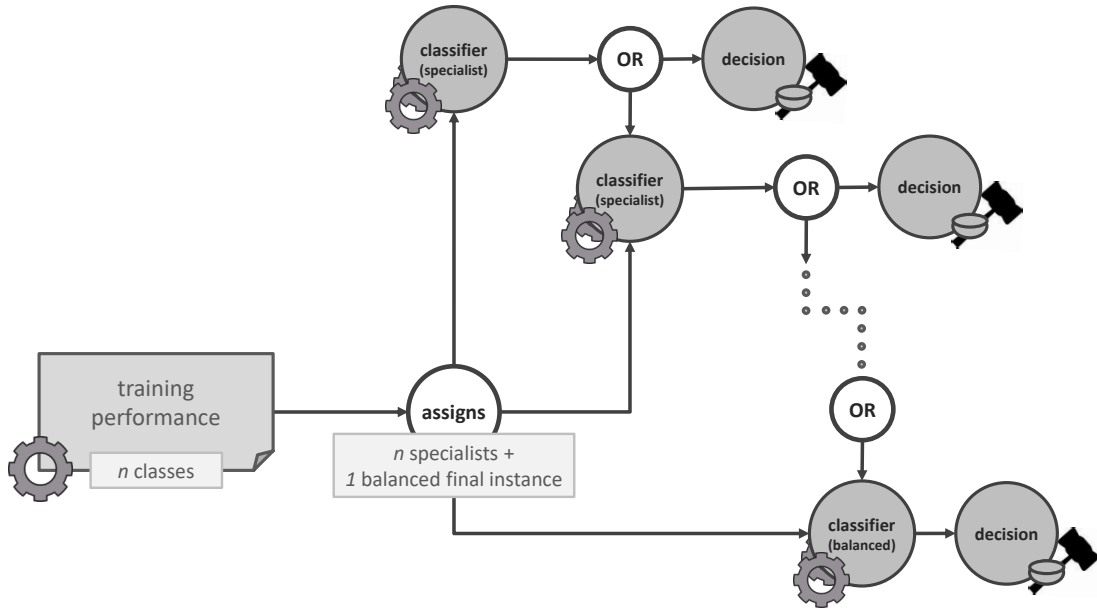 classifier
(specialist)
OR
decision
classifier
(specialist)
OR
decision
training
performance
n classes
assigns
n specialists +
1 balanced final instance
OR
classifier
(balanced)
decision